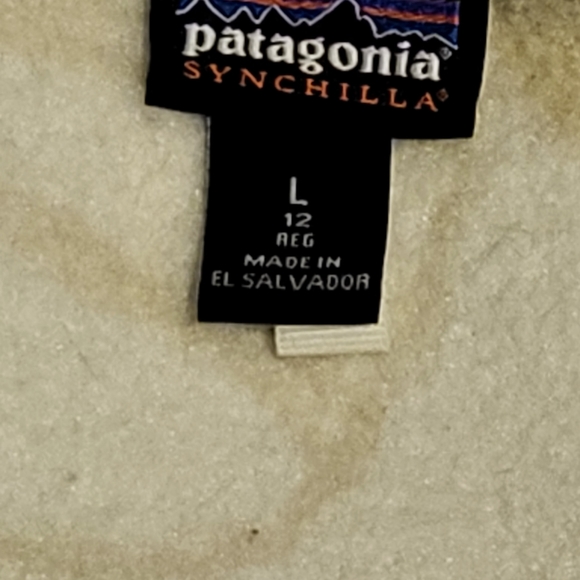 patagonia®
SYNCHILLA®
L
12
REG
MADE IN
EL SALVADOR